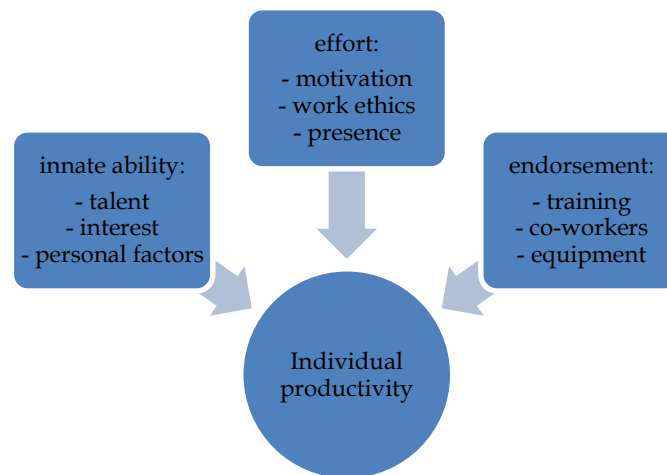 effort:
- motivation
- work ethics
- presence
innate ability:
- talent
- interest
- personal factors
endorsement:
- training
- co-workers
- equipment
Individual
productivity